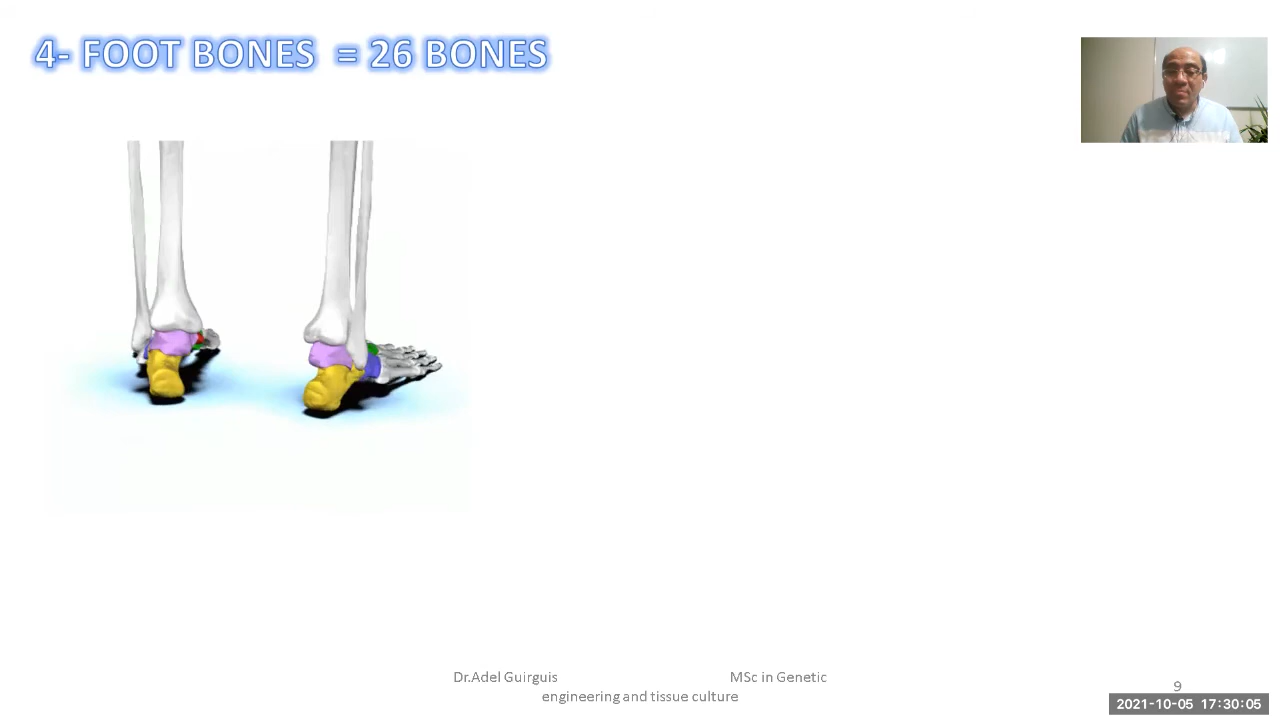 4- FOOT BONES = 26 BONES
Dr.Adel Guirguis MSc in Genetic
engineering and tissue culture
9
2021-10-05 17:30:05